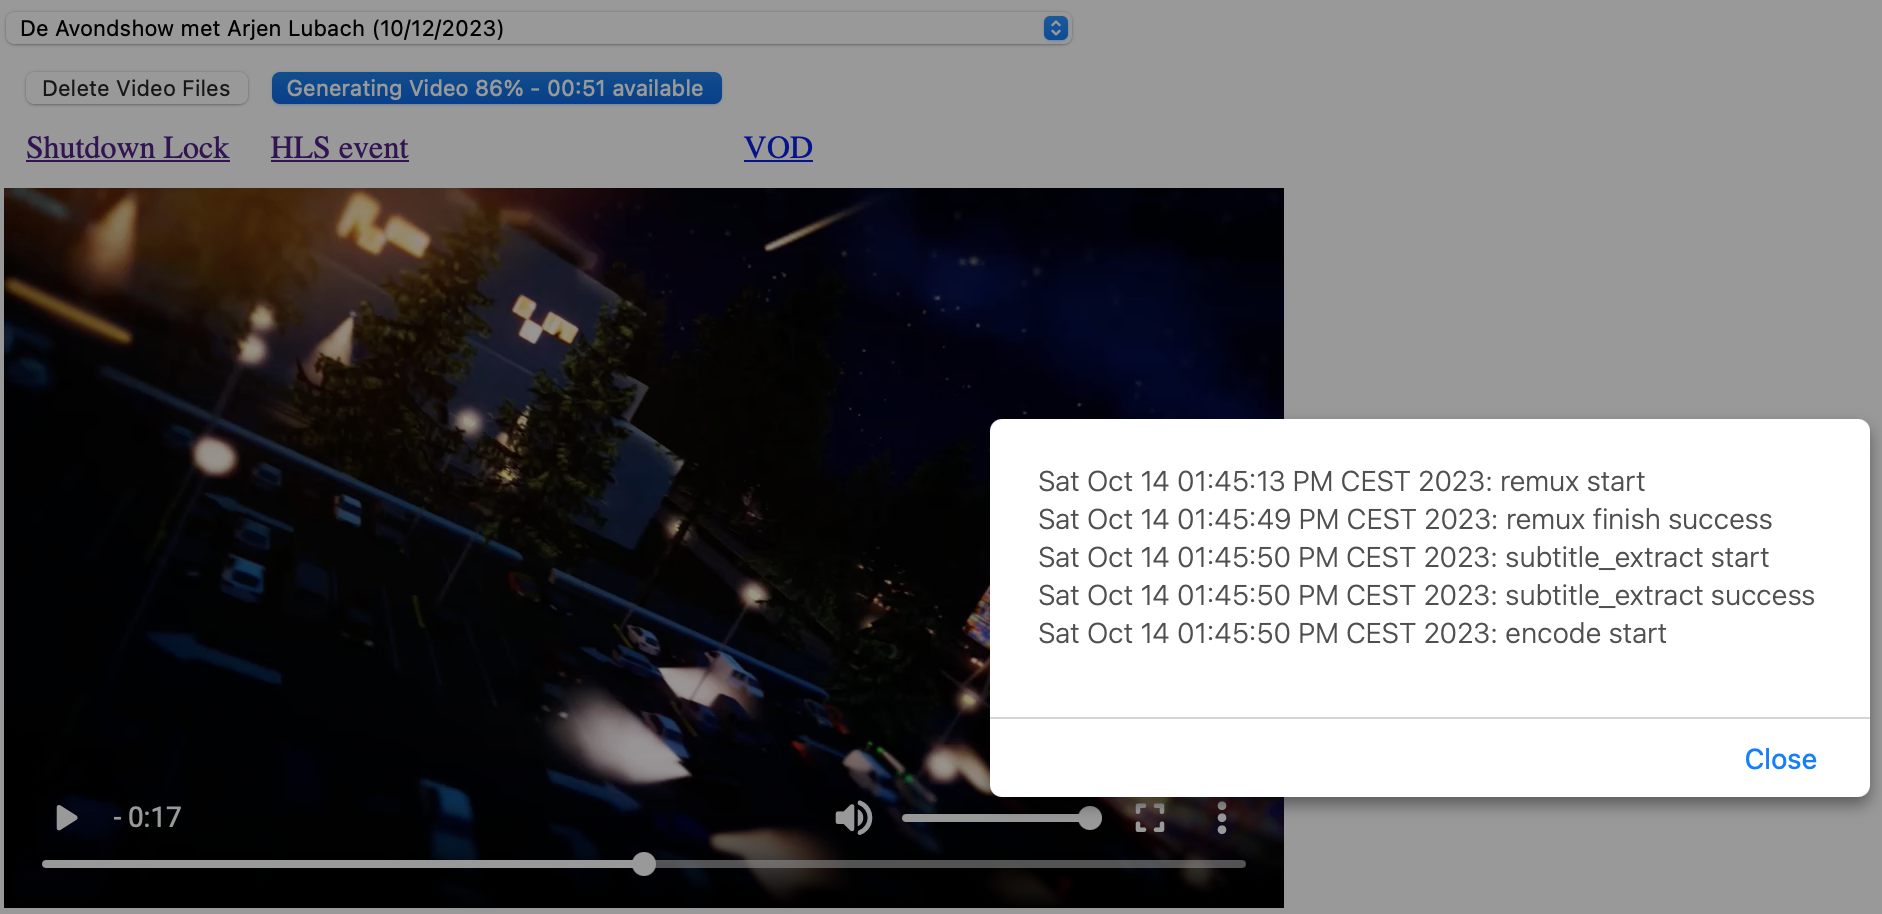 De Avondshow met Arjen Lubach (10/12/2023)
Delete Video Files
Generating Video 86% - 00:51 available
Shutdown Lock
HLS event
VOD
Sat Oct 14 01:45:13 PM CEST 2023: remux start
Sat Oct 14 01:45:49 PM CEST 2023: remux finish success
Sat Oct 14 01:45:50 PM CEST 2023: subtitle_extract start
Sat Oct 14 01:45:50 PM CEST 2023: subtitle_extract success
Sat Oct 14 01:45:50 PM CEST 2023: encode start
Close
- 0:17